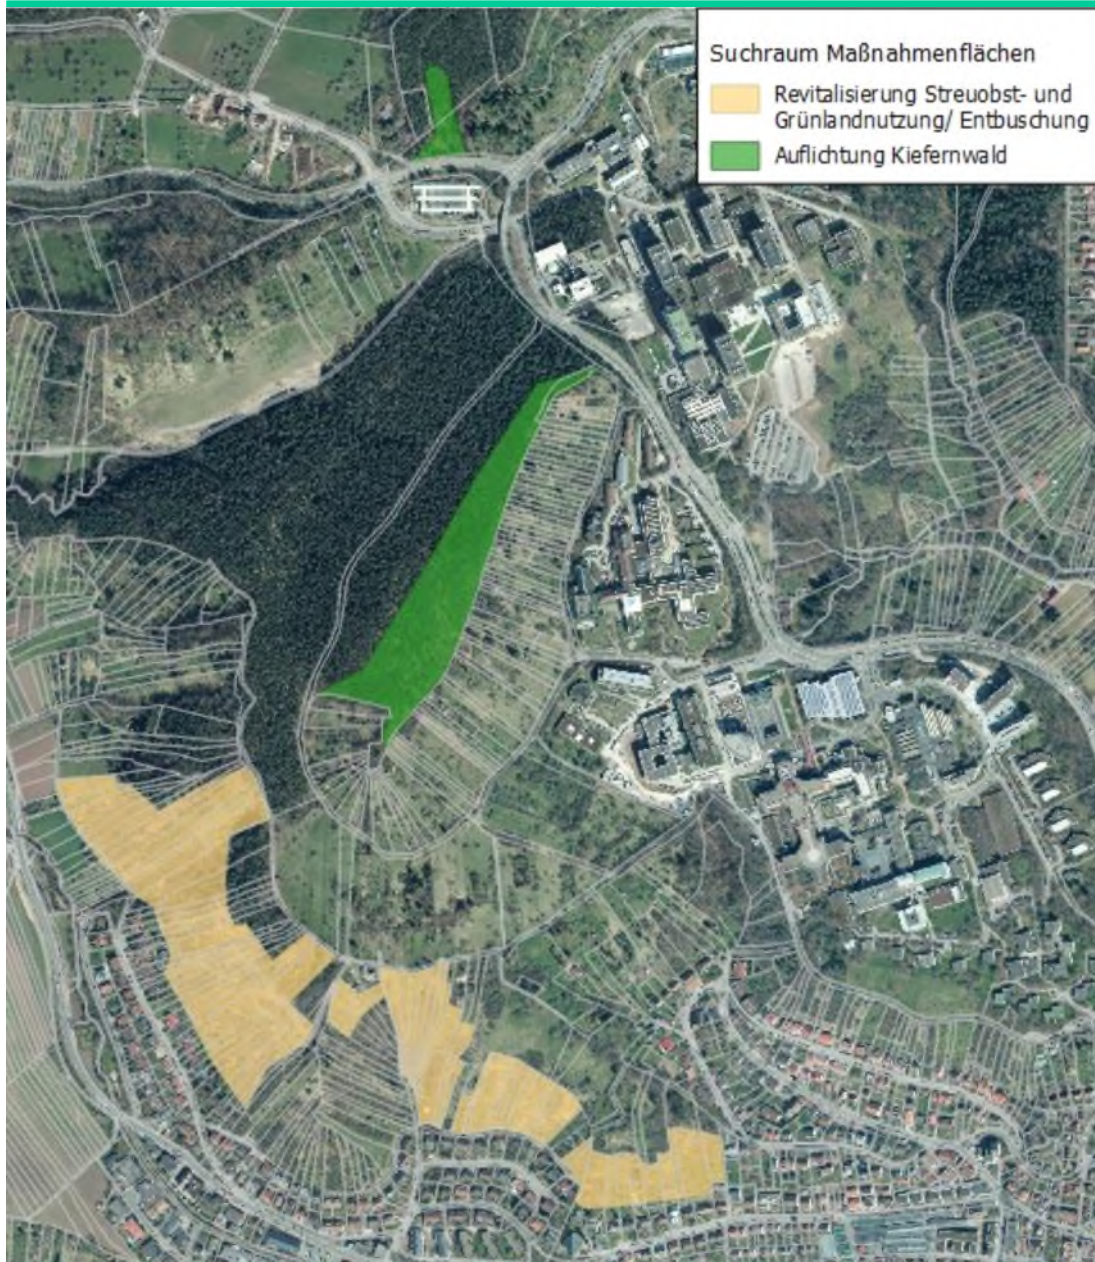 Suchraum Maßnahmenflächen
Revitalisierung Streuobst- und
Grünlandnutzung/ Entbuschung
Auflichtung Kiefernwald